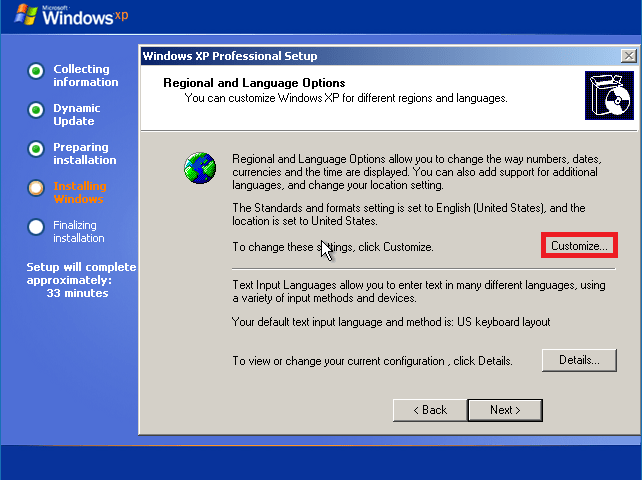 Microsoft
Windows xp
Windows XP Professional Setup
Collecting
information
Dynamic
Update
Preparing
installation
Installing
Windows
Finalizing
installation
Setup will complete
approximately:
33 minutes
Regional and Language Options
You can customize Windows XP for different regions and languages.
Regional and Language Options allow you to change the way numbers, dates,
currencies and the time are displayed. You can also add support for additional
languages, and change your location setting.
The Standards and formats setting is set to English (United States), and the
location is set to United States.
To change these settings, click Customize.
Customize...
Text Input Languages allow you to enter text in many different languages, using
a variety of input methods and devices.
Your default text input language and method is: US keyboard layout
To view or change your current configuration , click Details.
Details...
< Back
Next >